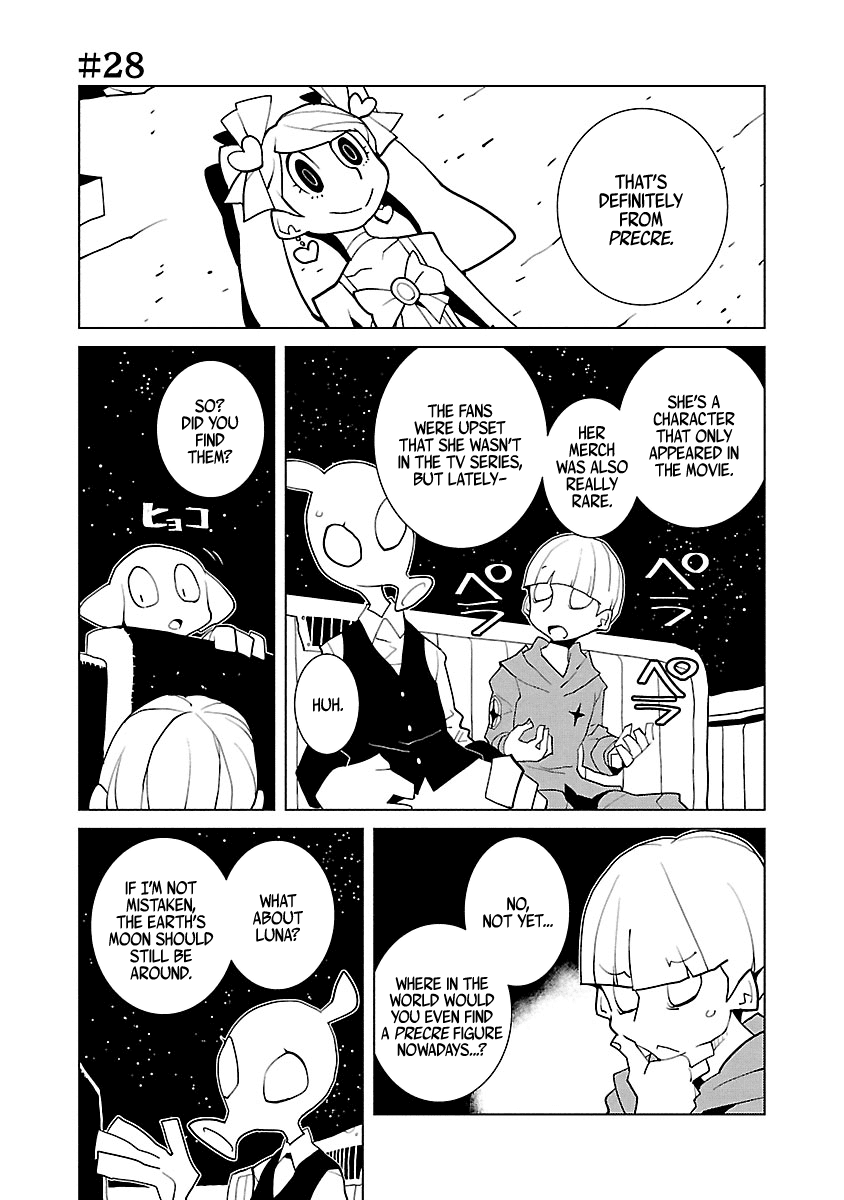 #28
THAT'S
DEFINITELY
FROM
PRECRE.
SHE'S A
CHARACTER
THAT ONLY
APPEARED IN
THE MOVIE.
HER
MERCH
WAS ALSO
REALLY
RARE.
THE FANS
WERE UPSET
THAT SHE WASN'T
IN THE TV SERIES,
BUT LATELY-
ペラ
ペラ
ペラ
HUH.
SO?
DID YOU
FIND
THEM?
ヒョコ
NO,
NOT YET...
WHERE IN THE
WORLD WOULD
YOU EVEN FIND
A PRECRE FIGURE
NOWADAYS...?
WHAT
ABOUT
LUNA?
IF I'M NOT
MISTAKEN,
THE EARTH'S
MOON SHOULD
STILL BE
AROUND.